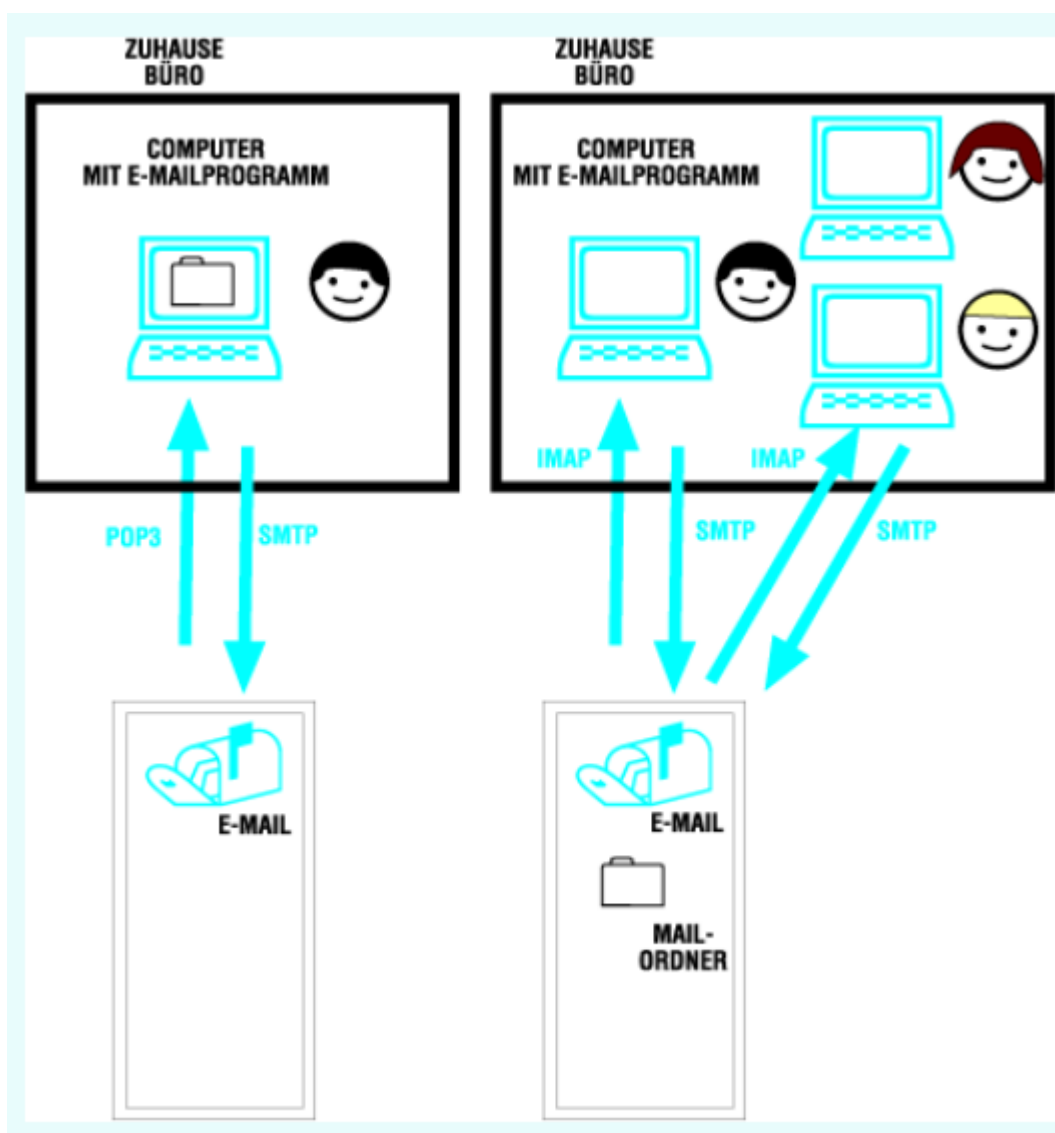 ZUHAUSE
BÜRO
COMPUTER
MIT E-MAILPROGRAMM
POP3
SMTP
E-MAIL
ZUHAUSE
BÜRO
COMPUTER
MIT E-MAILPROGRAMM
IMAP
IMAP
SMTP
SMTP
E-MAIL
MAIL-
ORDNER